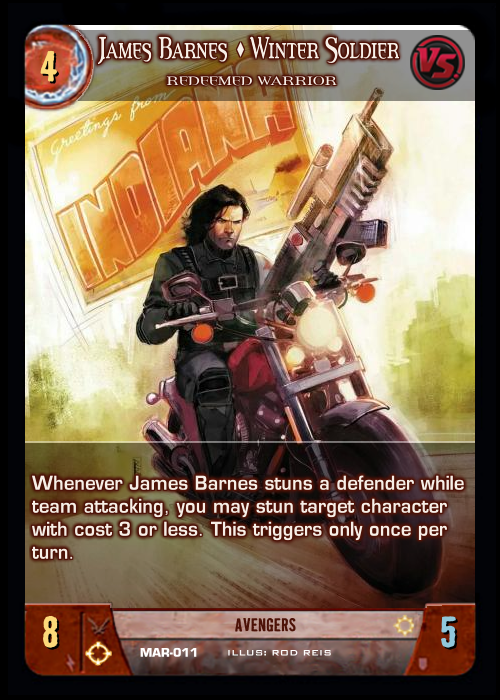 4
JAMES BARNES ♦ WINTER SOLDIER
VS.
REDEEMED WARRIOR
Greetings from
INDIANA
Whenever James Barnes stuns a defender while
team attacking, you may stun target character
with cost 3 or less. This triggers only once per
turn.
8
AVENGERS
5
MAR-011 ILLUS: ROD REIS